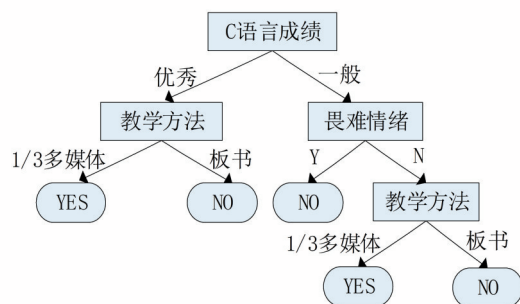 C语言成绩
优秀
一般
教学方法
畏难情绪
1/3多媒体
板书
Y
N
YES
NO
NO
教学方法
1/3多媒体
板书
YES
NO